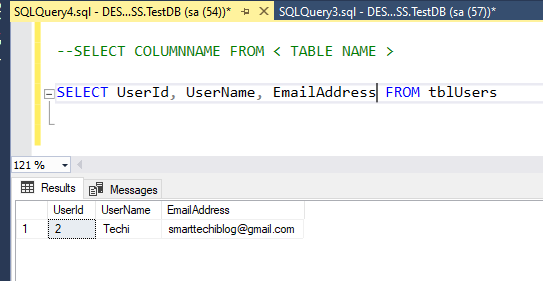 SQLQuery4.sql - DES...SS.TestDB (sa (54))* SQLQuery3.sql - DES...SS.TestDB (sa (57))*
--SELECT COLUMNNAME FROM < TABLE NAME >
SELECT UserId, UserName, EmailAddress FROM tblUsers
121 %
Results Messages
UserId UserName EmailAddress
1 2 Techi smarttechiblog@gmail.com